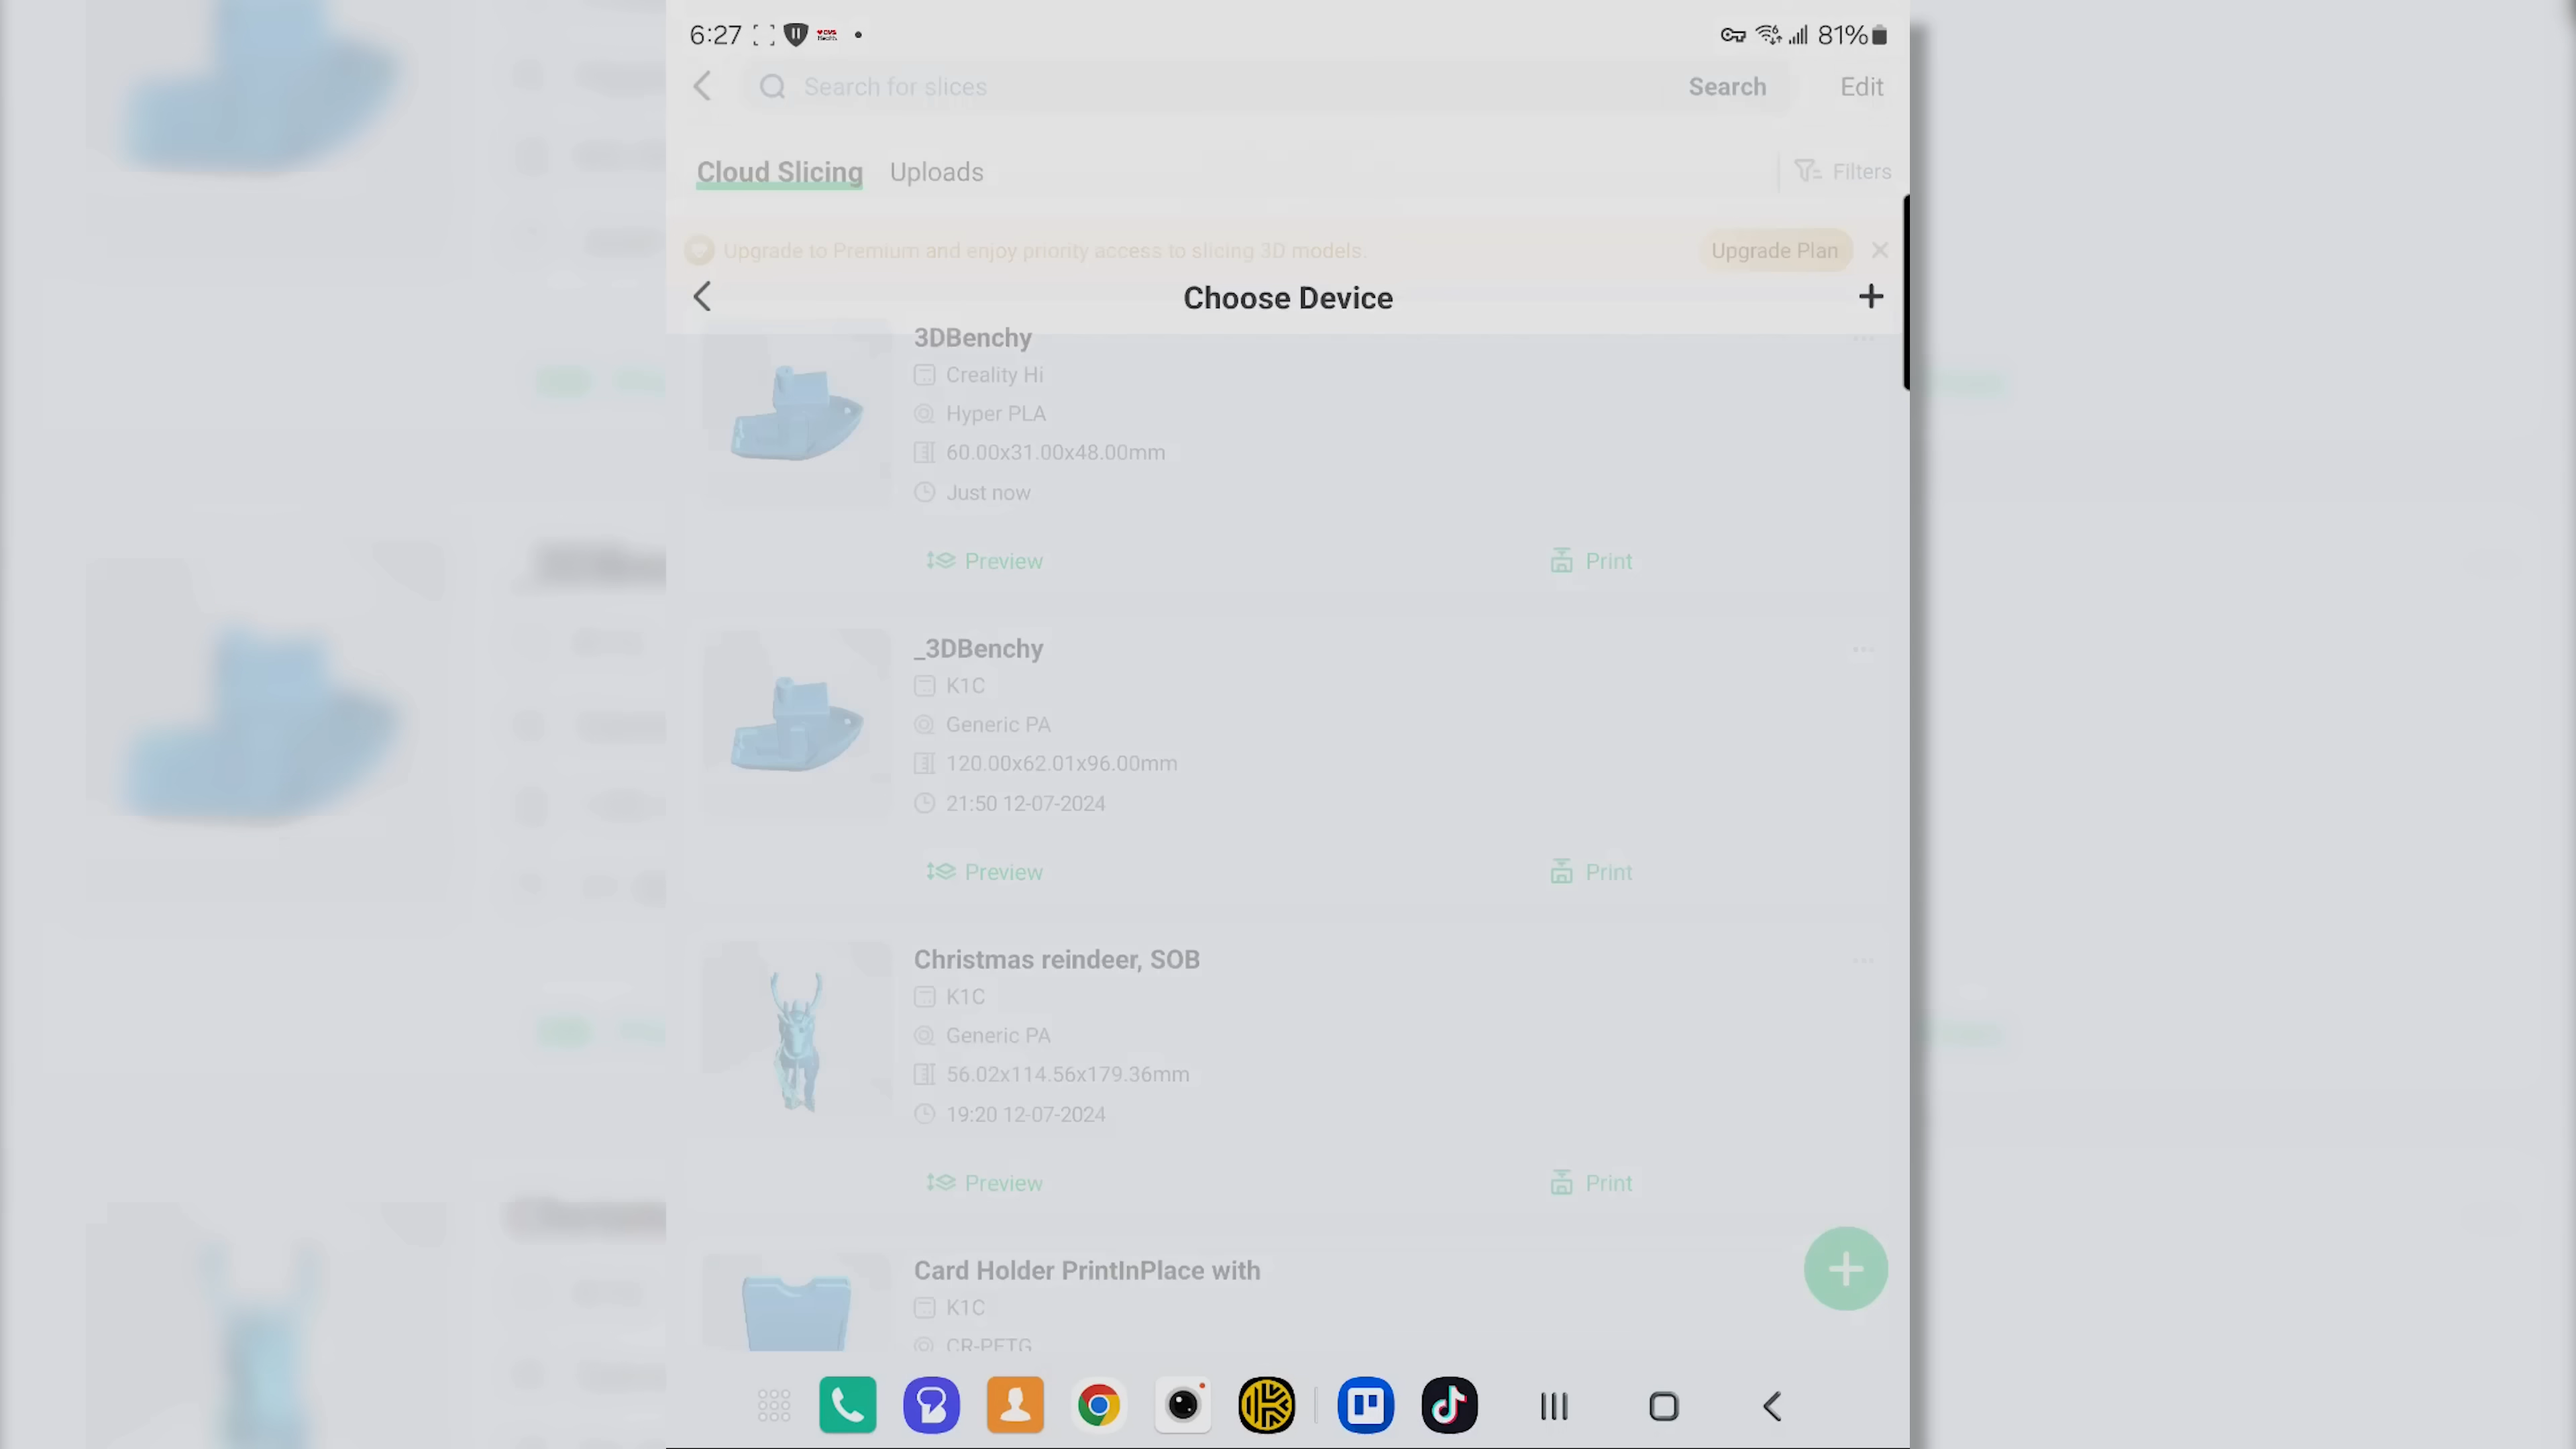 6:27
CVS
Health
81%
Search for slices
Search
Edit
Cloud Slicing
Uploads
Filters
Upgrade to Premium and enjoy priority access to slicing 3D models.
Upgrade Plan
Choose Device
3DBenchy
Creality Hi
Hyper PLA
60.00x31.00x48.00mm
Just now
Preview
Print
_3DBenchy
K1C
Generic PA
120.00x62.01x96.00mm
21:50 12-07-2024
Preview
Print
Christmas reindeer, SOB
K1C
Generic PA
56.02x114.56x179.36mm
19:20 12-07-2024
Preview
Print
Card Holder PrintInPlace with
K1C
CR-PETG